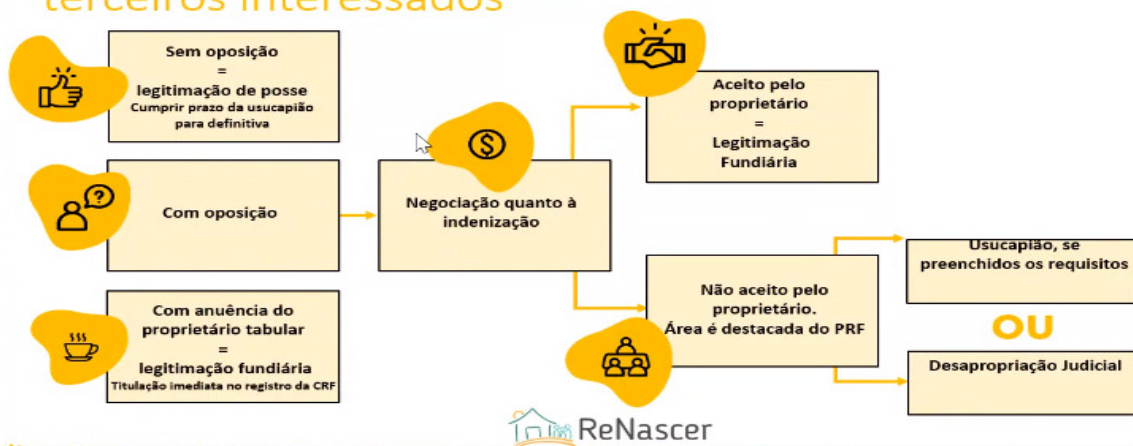 terceiros interessados
Sem oposição
=
legitimação de posse
Cumprir prazo da usucapião
para definitiva
Com oposição
Com anuência do
proprietário tabular
=
legitimação fundiária
Titulação imediata no registro da CRF
Negociação quanto à
indenização
Aceito pelo
proprietário
=
Legitimação
Fundiária
Não aceito pelo
proprietário.
Área é destacada do PRF
Usucapião, se
preenchidos os requisitos
OU
Desapropriação Judicial
ReNascer